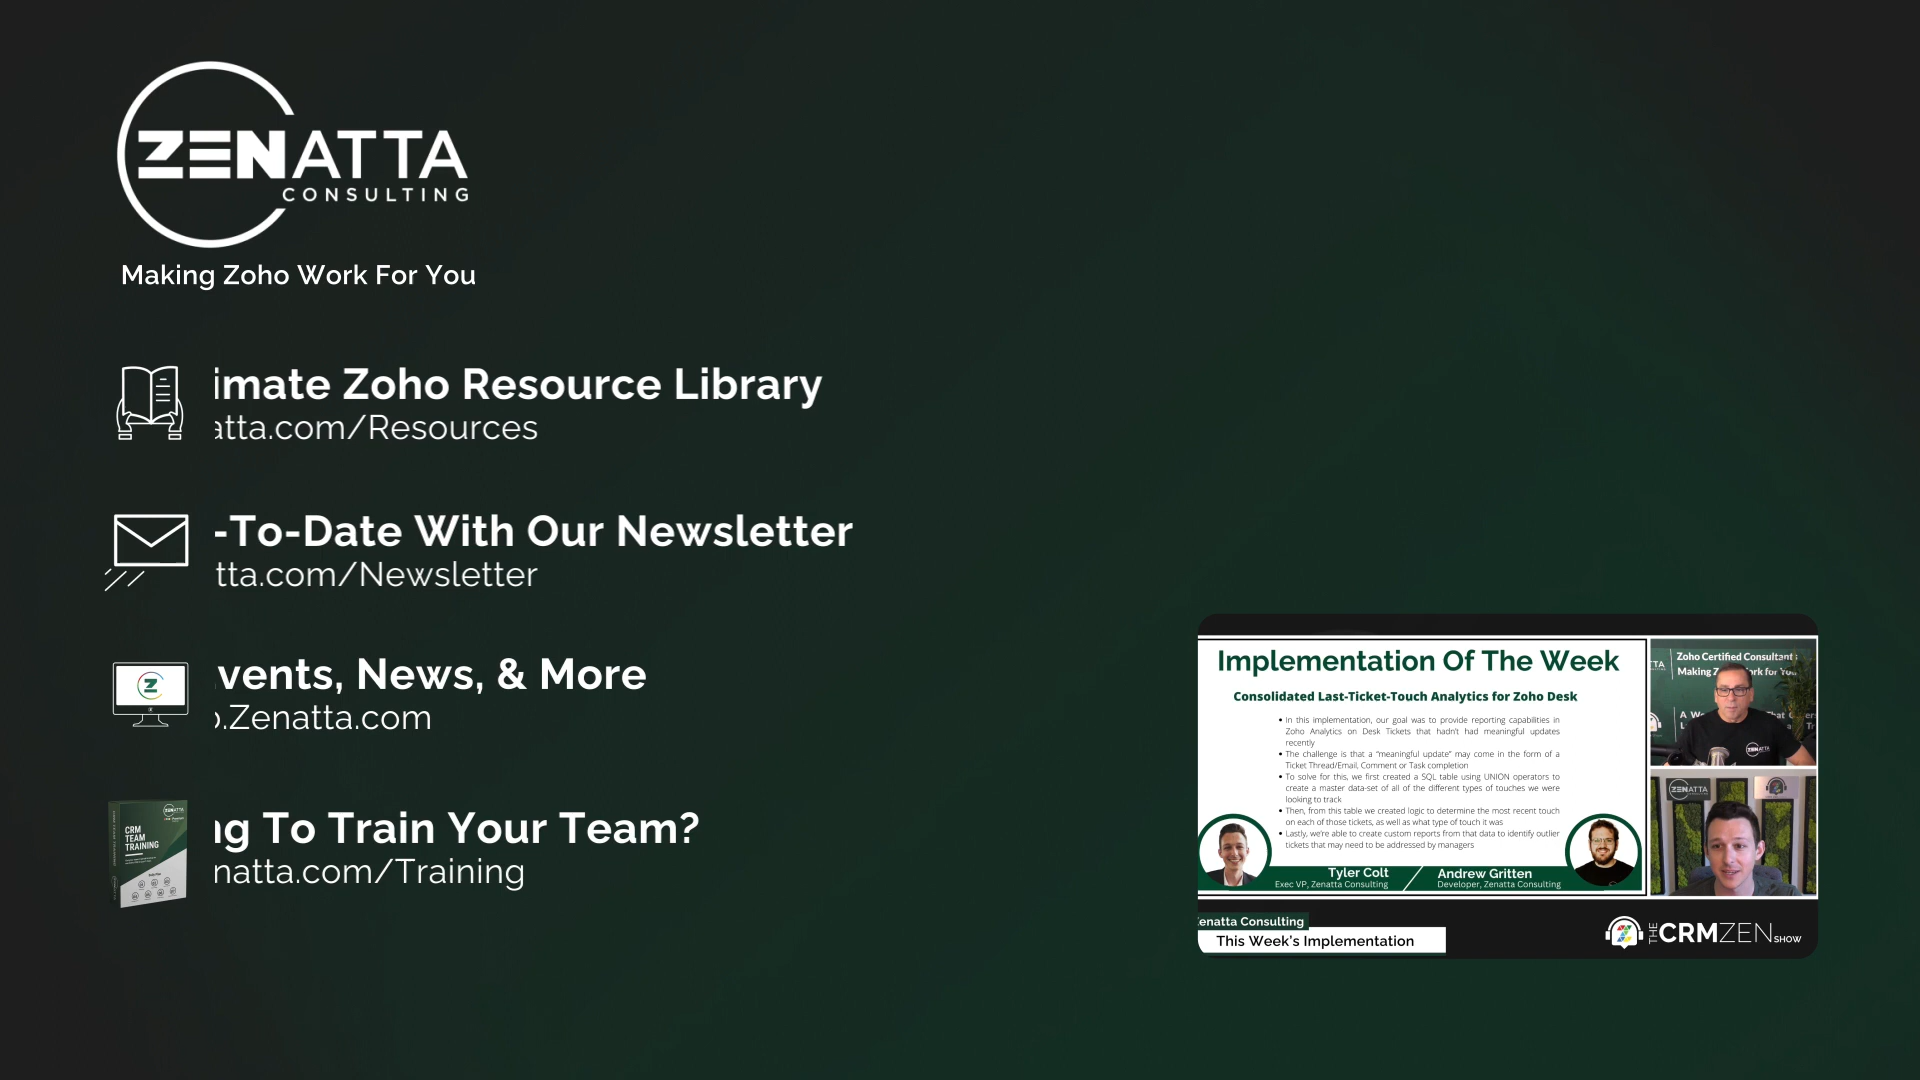 ZENATTA
CONSULTING
Making Zoho Work For You
imate Zoho Resource Library
atta.com/Resources
-To-Date With Our Newsletter
tta.com/Newsletter
vents, News, & More
o.Zenatta.com
ng To Train Your Team?
natta.com/Training
CRM
TEAM
TRAINING
Implementation Of The Week
Consolidated Last-Ticket-Touch Analytics for Zoho Desk
In this implementation, our goal was to provide reporting capabilities in
Zoho Analytics on Desk Tickets that hadn't had meaningful updates
recently
The challenge is that a "meaningful update" may come in the form of a
Ticket Thread/Email, Comment or Task completion
To solve for this, we first created a SQL table using UNION operators to
create a master data-set of all of the different types of touches we were
looking to track
Then, from this table we created logic to determine the most recent touch
on each of those tickets, as well as what type of touch it was
Lastly, we're able to create custom reports from that data to identify outlier
tickets that may need to be addressed by managers
Tyler Colt
Exec VP, Zenatta Consulting
Andrew Gritten
Developer, Zenatta Consulting
Zoho Certified Consultant
ZENATTA
Zenatta Consulting
This Week's Implementation
THE CRMZEN SHOW